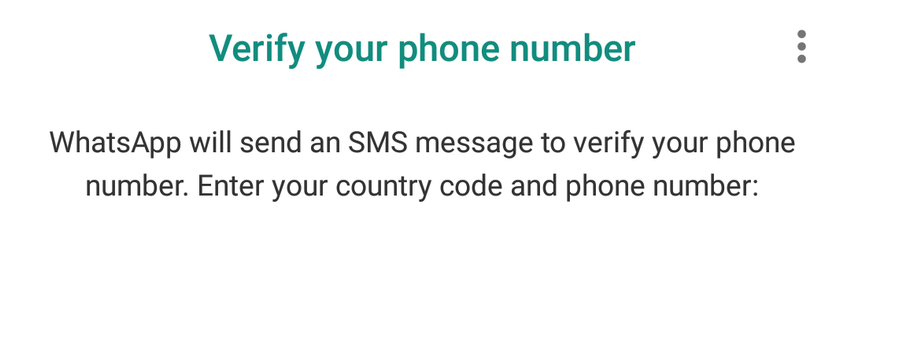 Verify your phone number
WhatsApp will send an SMS message to verify your phone
number. Enter your country code and phone number: